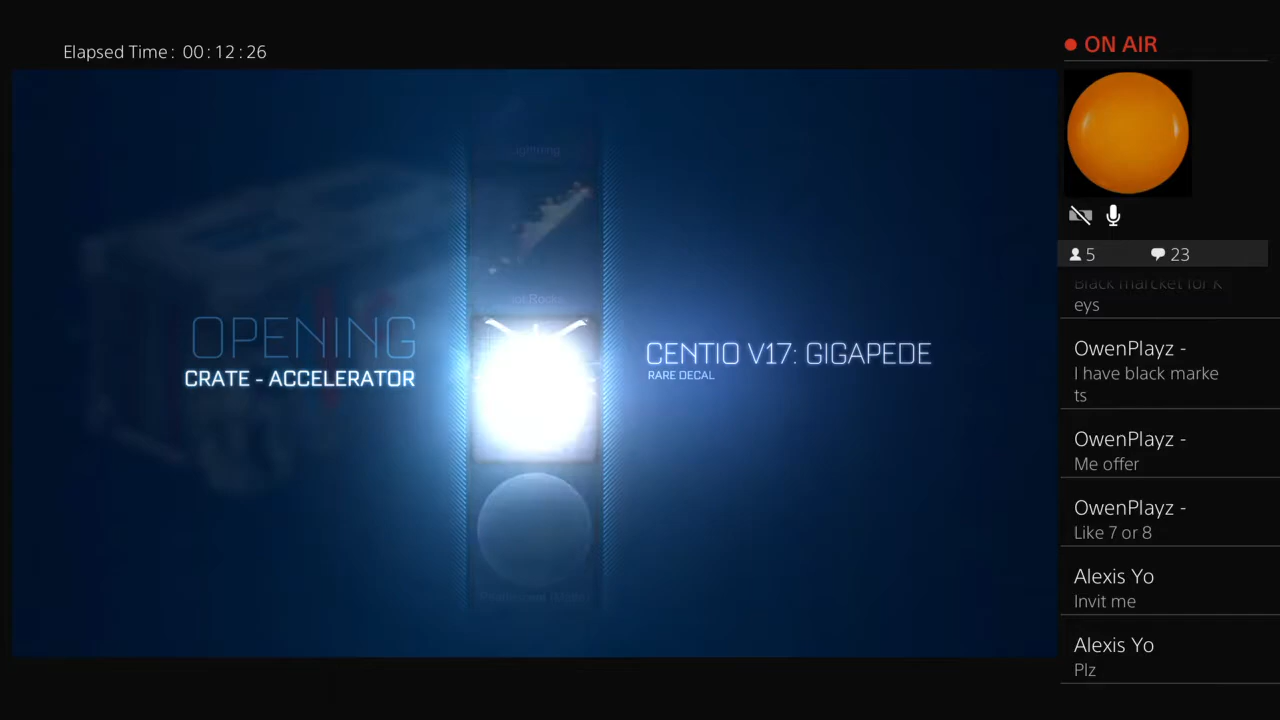 Elapsed Time: 00:12:26
ON AIR
5
23
eys
OwenPlayz -
I have black marke
ts
OwenPlayz -
Me offer
OwenPlayz -
Like 7 or 8
Alexis Yo
Invit me
Alexis Yo
Plz
Lightning
OPENING
CRATE - ACCELERATOR
CENTIO V17: GIGAPEDE
RARE DECAL